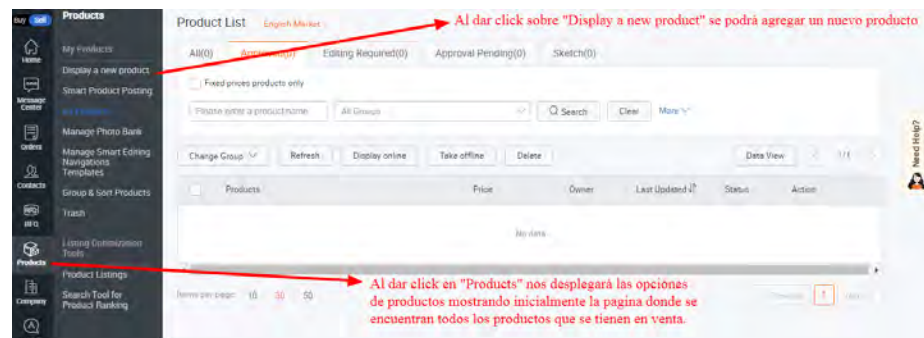 Buy Sell
Products
Product List English Market
Al dar click sobre "Display a new product" se podrá agregar un nuevo producto
Home
My Products
All(0) Editing Required(0) Approval Pending(0) Sketch(0)
Display a new product
Smart Product Posting
Fixed prices products only
Message Center
Please enter a product name All Groups Search Clear More
Manage Photo Bank
Orders
Manage Smart Editing
Navigations
Templates
Change Group Refresh Display online Take offline Delete Data View 1/1
Need Help?
Contacts
Group & Sort Products
Products Price Owner Last Updated Status Action
RFQ
Trash
No data
Listing Optimization
Tools
Products
Product Listings
Al dar click en "Products" nos desplegará las opciones
de productos mostrando inicialmente la pagina donde se
encuentran todos los productos que se tienen en venta.
Company
Search Tool for
Product Ranking
Items per page: 10 30 50 1